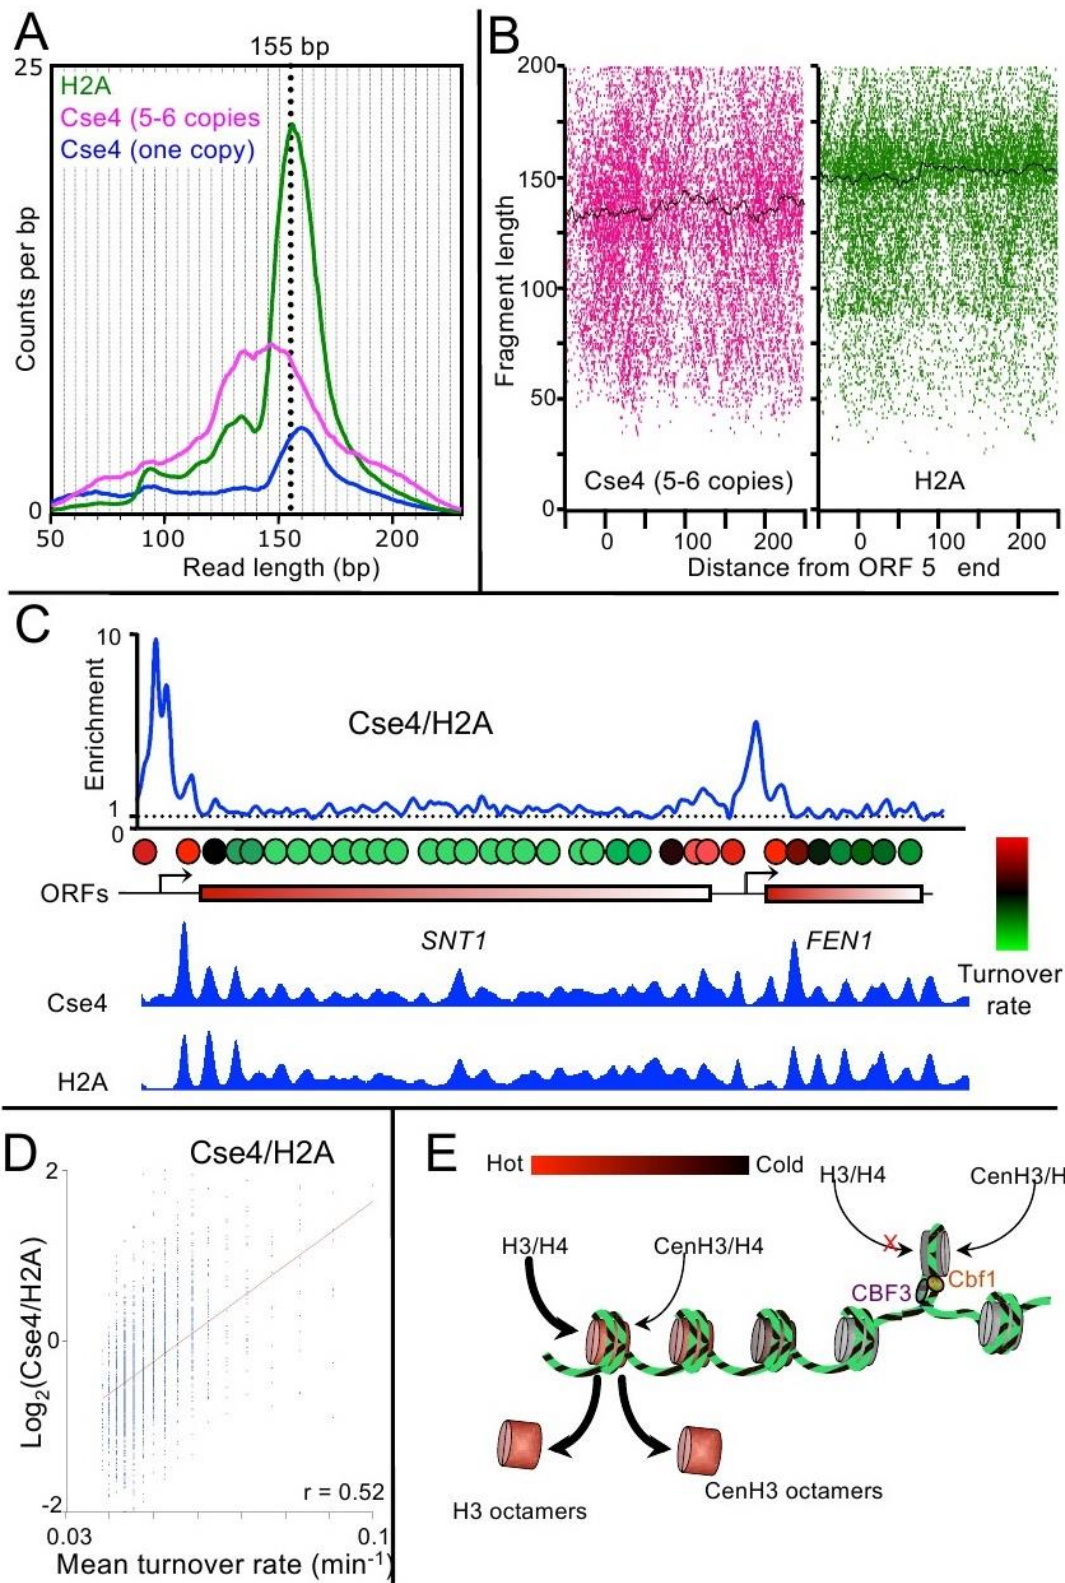 A
155 bp
25
H2A
Cse4 (5-6 copies
Cse4 (one copy)
Counts per bp
0
50 100 150 200
Read length (bp)
B
200
150
100
50
0
Fragment length
Cse4 (5-6 copies)
H2A
0 100 200
0 100 200
Distance from ORF 5 end
C
10
Enrichment
Cse4/H2A
1
0
ORFs
SNT1
FEN1
Turnover
rate
Cse4
H2A
D
Cse4/H2A
2
0
-2
Log2(Cse4/H2A)
r = 0.52
0.03 0.1
Mean turnover rate (min-1)
E
Hot Cold
H3/H4
CenH3/H
H3/H4
CenH3/H4
X
CBF3
Cbf1
H3 octamers
CenH3 octamers